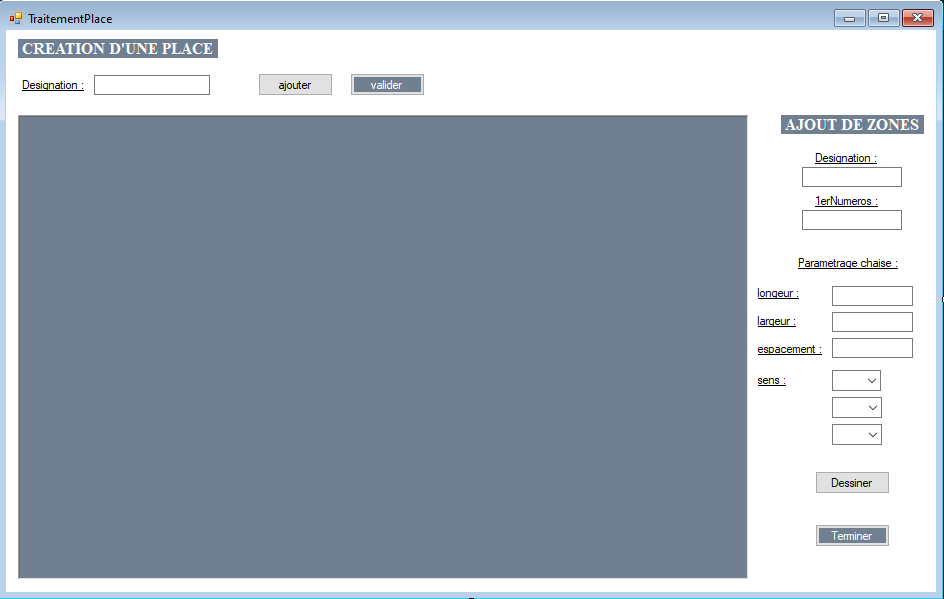 TraitementPlace
CREATION D'UNE PLACE
Designation :
ajouter
valider
AJOUT DE ZONES
Designation :
1erNumeros :
Parametrage chaise :
longeur :
largeur :
espacement :
sens :
Dessiner
Terminer